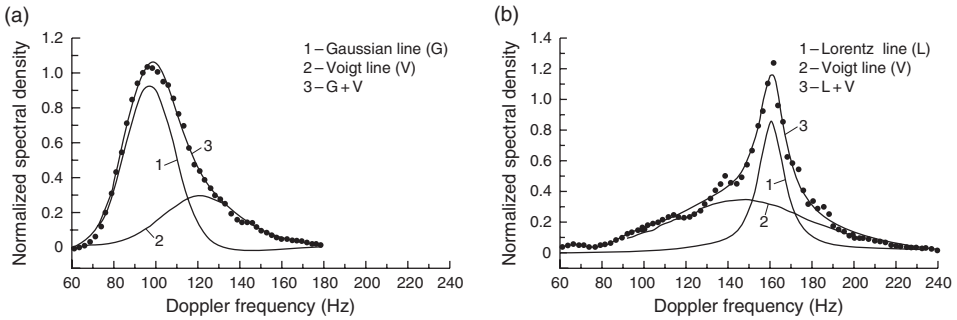 (a)
Normalized spectral density
1.2
1.0
0.8
0.6
0.4
0.2
0
1–Gaussian line (G)
2–Voigt line (V)
3–G+V
3
1
2
60 80 100 120 140 160 180 200 220 240
Doppler frequency (Hz)
(b)
Normalized spectral density
1.4
1.2
1.0
0.8
0.6
0.4
0.2
0
1–Lorentz line (L)
2–Voigt line (V)
3–L+V
3
1
2
60 80 100 120 140 160 180 200 220 240
Doppler frequency (Hz)